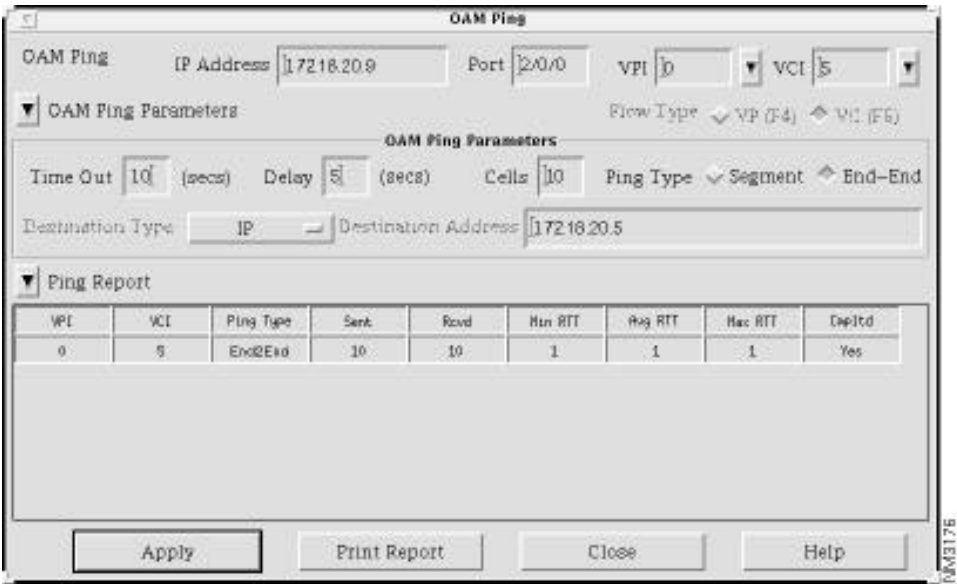 OAM Ping
OAM Ping IP Address 172.18.20.9 Port 2/0/0 VPI 0 VCI 5
OAM Ping Parameters Flow Type VP (F4) VC (F5)
OAM Ping Parameters
Time Out 10 (secs) Delay 5 (secs) Cells 10 Ping Type Segment End-End
Destination Type IP Destination Address 172.18.20.5
Ping Report
VPI VCI Ping Type Sent Rcvd Min RTT Avg RTT Max RTT Cmpltd
0 5 End2End 10 10 1 1 1 Yes
Apply Print Report Close Help
NM3176